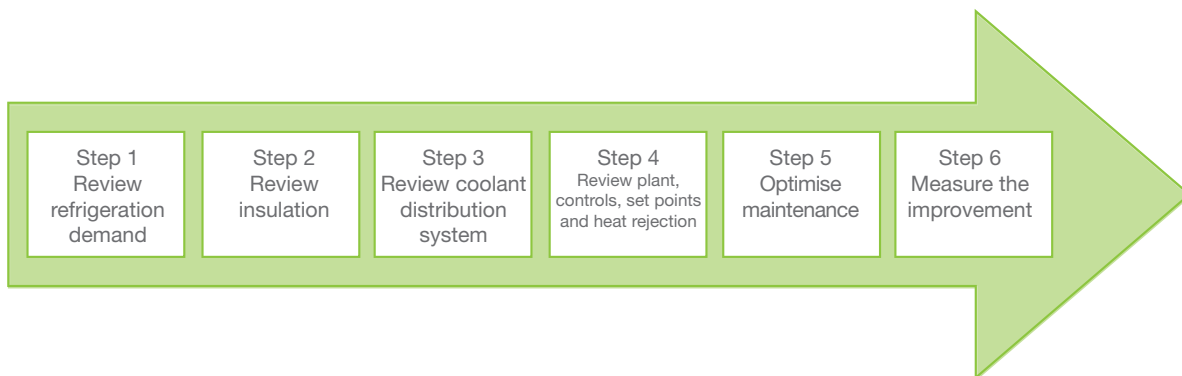 Step 1
Review
refrigeration
demand
Step 2
Review
insulation
Step 3
Review coolant
distribution
system
Step 4
Review plant,
controls, set points
and heat rejection
Step 5
Optimise
maintenance
Step 6
Measure the
improvement